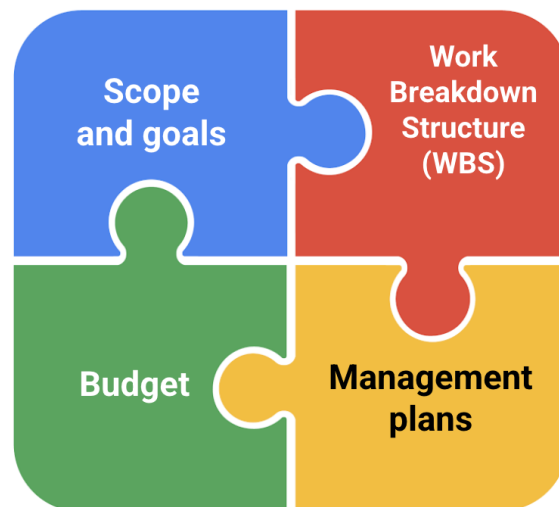 Scope
and goals
Work
Breakdown
Structure
(WBS)
Budget
Management
plans